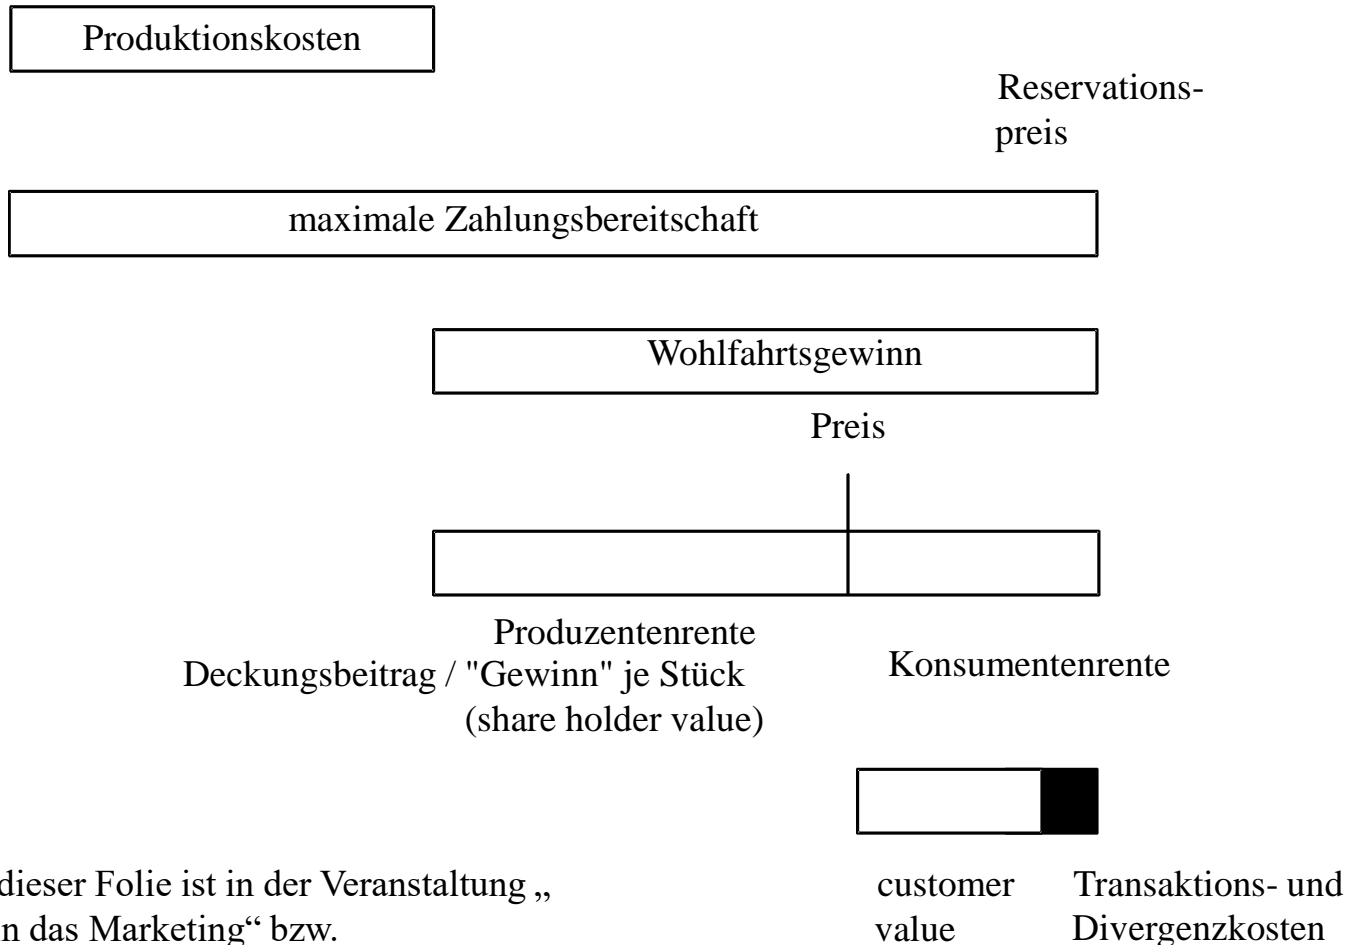 Produktionskosten
Reservations-
preis
maximale Zahlungsbereitschaft
Wohlfahrtsgewinn
Preis
Produzentenrente
Deckungsbeitrag / "Gewinn" je Stück
(share holder value)
Konsumentenrente
dieser Folie ist in der Veranstaltung „
n das Marketing“ bzw.
customer
value
Transaktions- und
Divergenzkosten